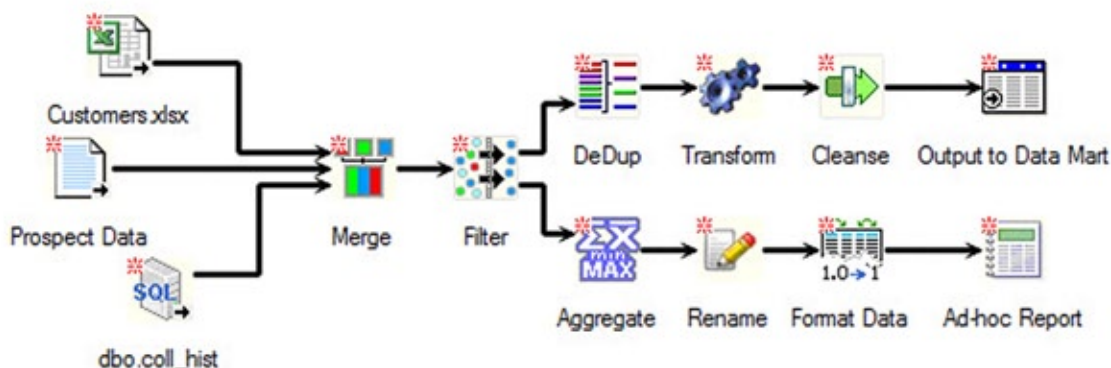 Customers.xlsx
Prospect Data
SQL
dbo.coll_hist
Merge
Filter
DeDup
Transform
Cleanse
Output to Data Mart
min
MAX
Aggregate
Rename
1.0→1
Format Data
Ad-hoc Report